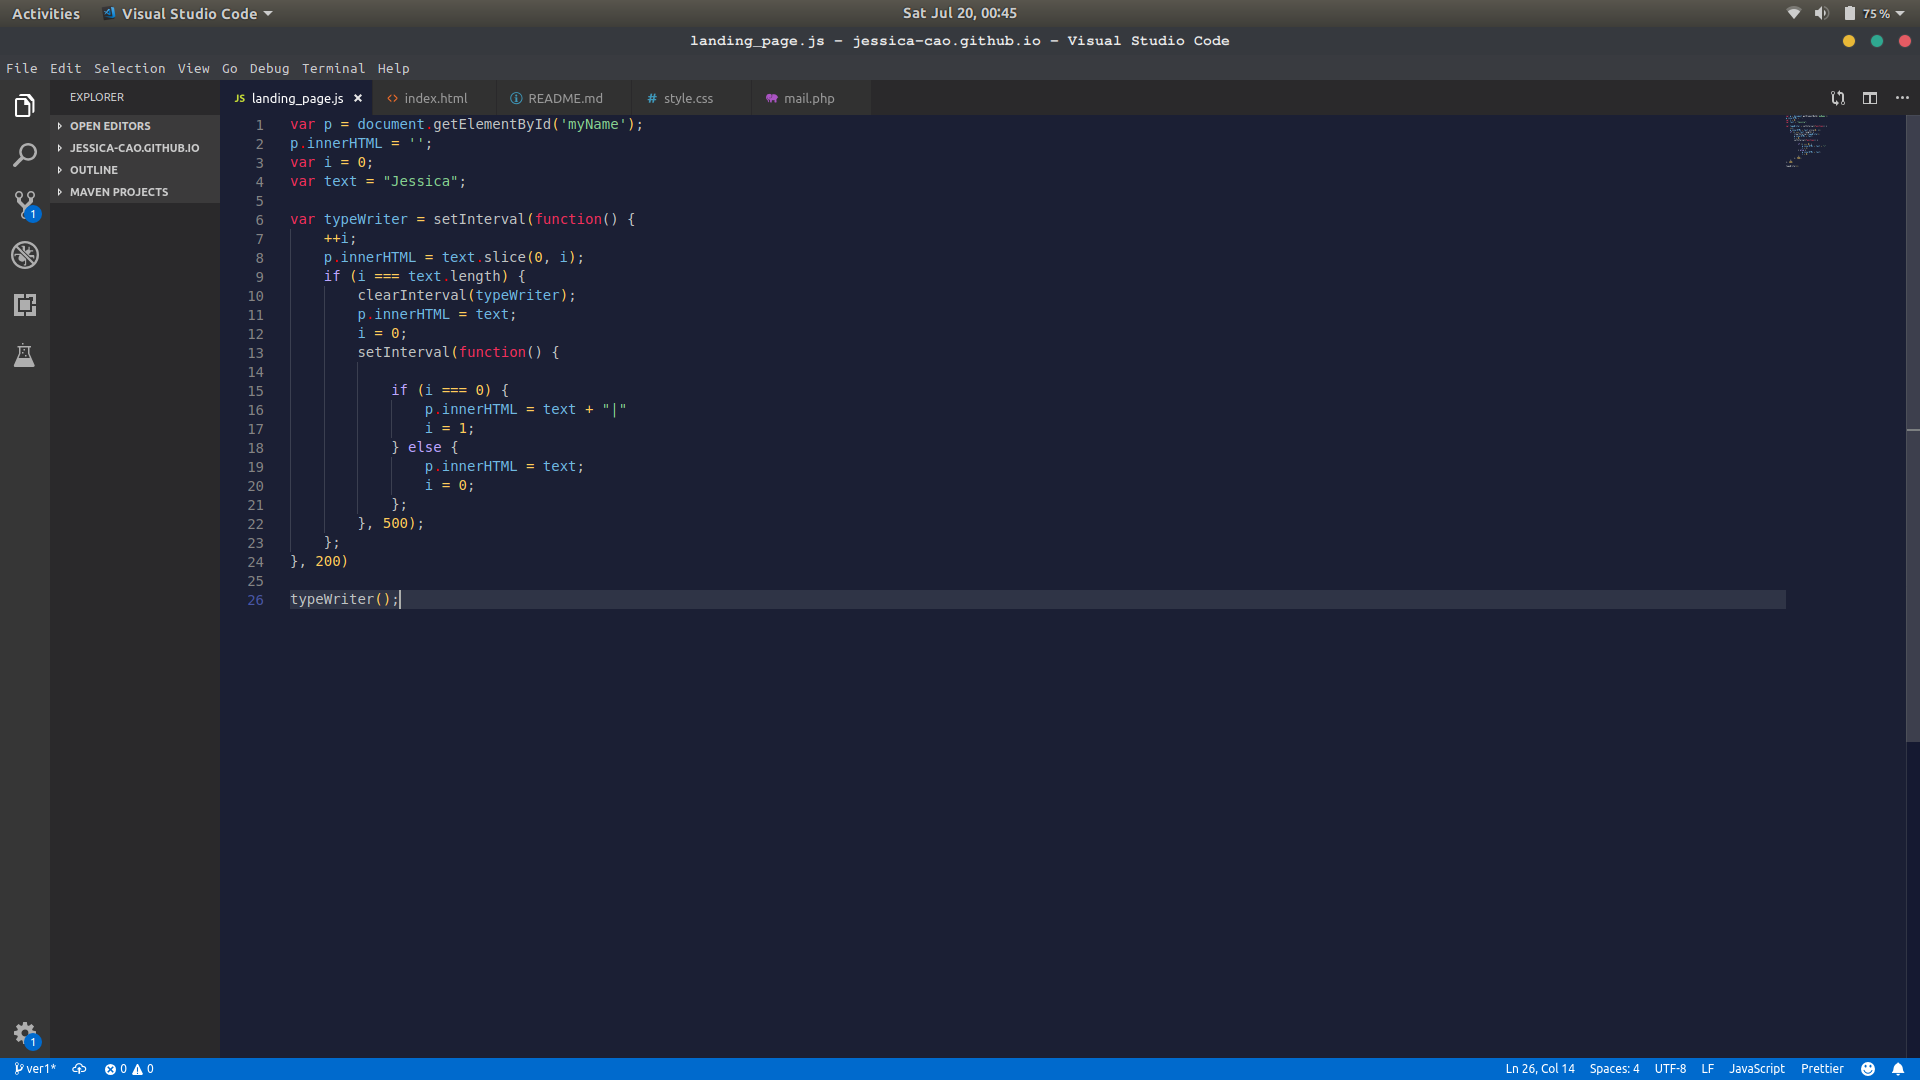 Activities Visual Studio Code Sat Jul 20, 00:45 75 %
landing_page.js - jessica-cao.github.io - Visual Studio Code
File Edit Selection View Go Debug Terminal Help
EXPLORER
OPEN EDITORS
JESSICA-CAO.GITHUB.IO
OUTLINE
MAVEN PROJECTS
1
1
JS landing_page.js × <> index.html README.md # style.css mail.php
1 var p = document.getElementById('myName');
2 p.innerHTML = '';
3 var i = 0;
4 var text = "Jessica";
5
6 var typeWriter = setInterval(function() {
7     ++i;
8     p.innerHTML = text.slice(0, i);
9     if (i === text.length) {
10         clearInterval(typeWriter);
11         p.innerHTML = text;
12         i = 0;
13         setInterval(function() {
14
15             if (i === 0) {
16                 p.innerHTML = text + "|"
17                 i = 1;
18             } else {
19                 p.innerHTML = text;
20                 i = 0;
21             };
22         }, 500);
23     };
24 }, 200)
25
26 typeWriter();
ver1* 0 0 Ln 26, Col 14 Spaces: 4 UTF-8 LF JavaScript Prettier